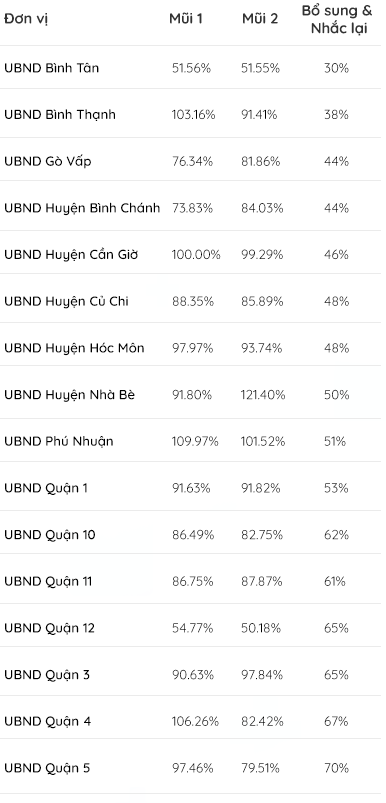 Đơn vị Mũi 1 Mũi 2 Bổ sung &
Nhắc lại
UBND Bình Tân 51.56% 51.55% 30%
UBND Bình Thạnh 103.16% 91.41% 38%
UBND Gò Vấp 76.34% 81.86% 44%
UBND Huyện Bình Chánh 73.83% 84.03% 44%
UBND Huyện Cần Giờ 100.00% 99.29% 46%
UBND Huyện Củ Chi 88.35% 85.89% 48%
UBND Huyện Hóc Môn 97.97% 93.74% 48%
UBND Huyện Nhà Bè 91.80% 121.40% 50%
UBND Phú Nhuận 109.97% 101.52% 51%
UBND Quận 1 91.63% 91.82% 53%
UBND Quận 10 86.49% 82.75% 62%
UBND Quận 11 86.75% 87.87% 61%
UBND Quận 12 54.77% 50.18% 65%
UBND Quận 3 90.63% 97.84% 65%
UBND Quận 4 106.26% 82.42% 67%
UBND Quận 5 97.46% 79.51% 70%